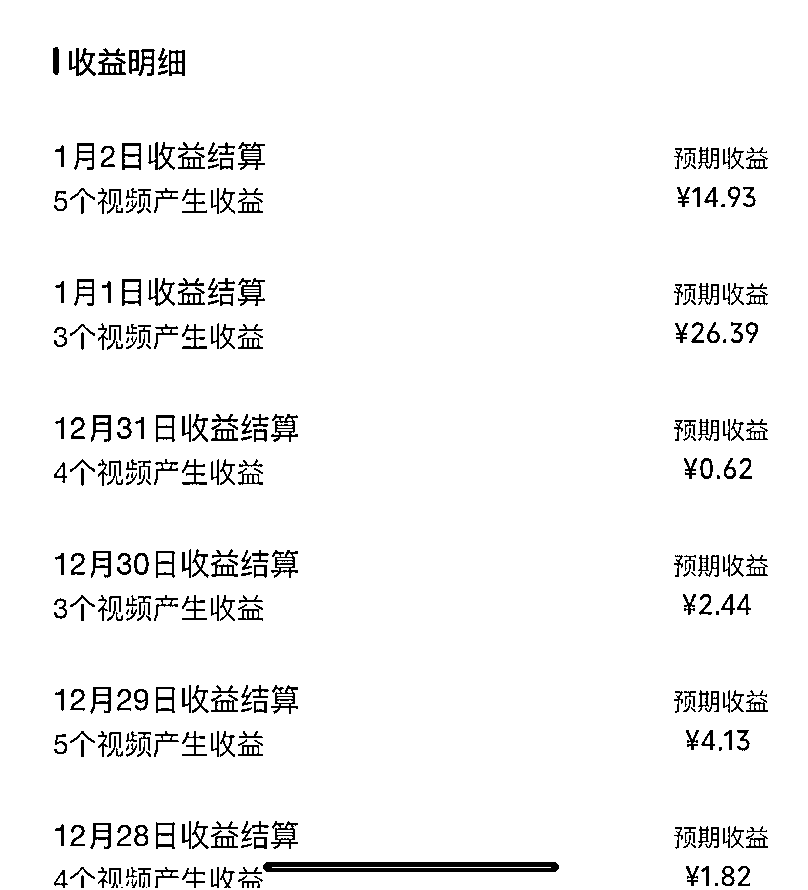 收益明细
1月2日收益结算 预期收益
5个视频产生收益 ¥14.93
1月1日收益结算 预期收益
3个视频产生收益 ¥26.39
12月31日收益结算 预期收益
4个视频产生收益 ¥0.62
12月30日收益结算 预期收益
3个视频产生收益 ¥2.44
12月29日收益结算 预期收益
5个视频产生收益 ¥4.13
12月28日收益结算 预期收益
4个视频产生收益 ¥1.82